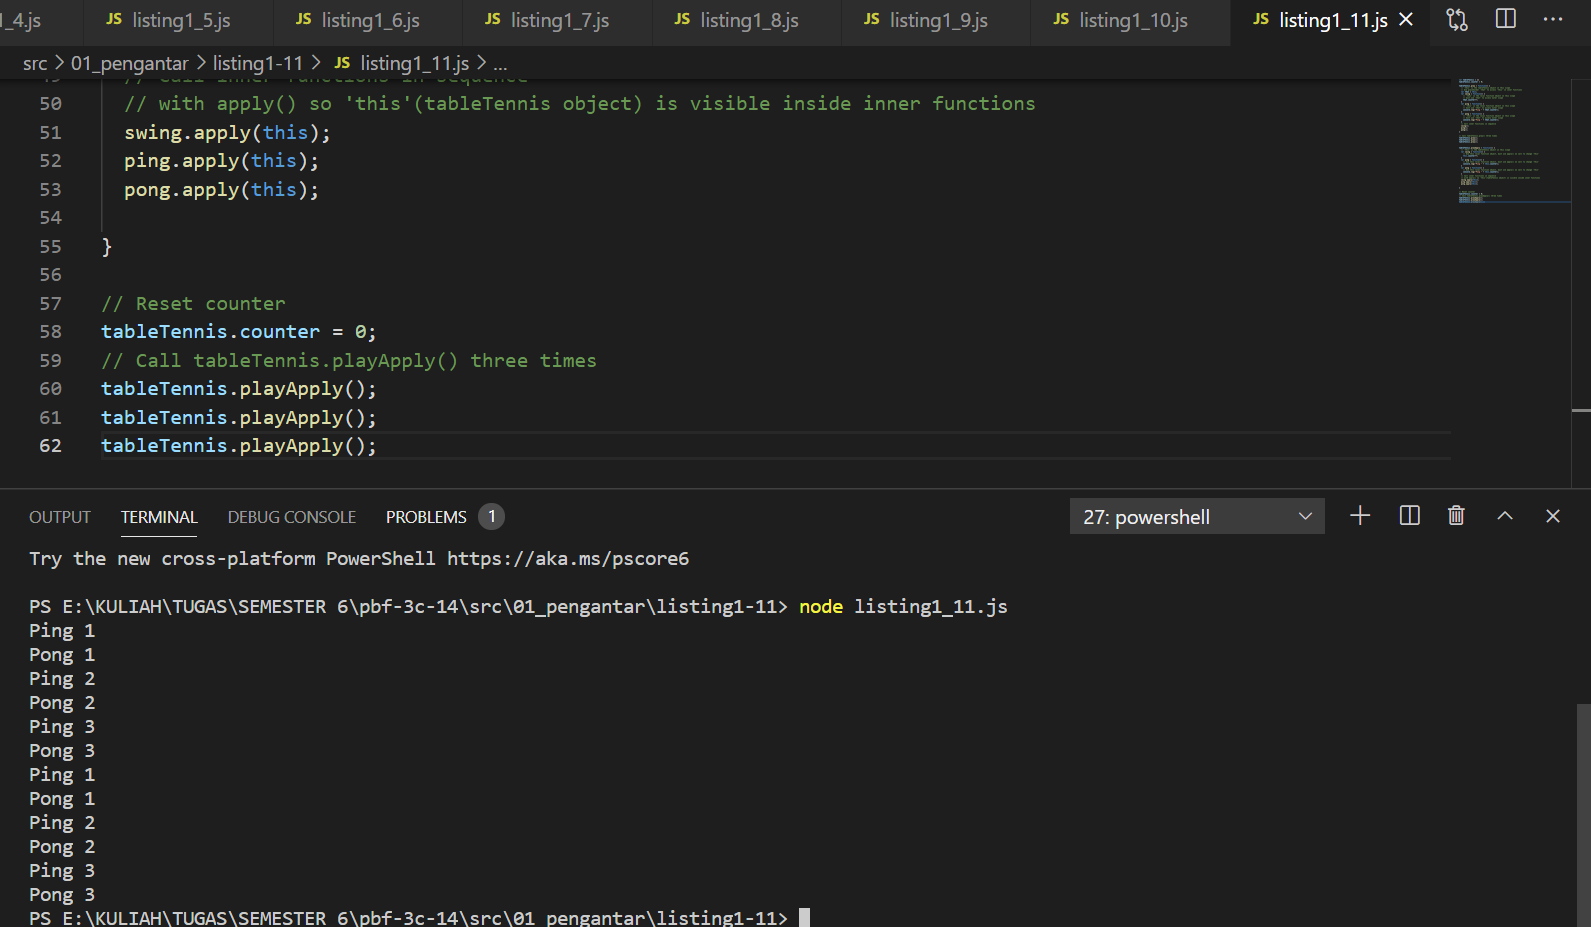 1_4.js JS listing1_5.js JS listing1_6.js JS listing1_7.js JS listing1_8.js JS listing1_9.js JS listing1_10.js JS listing1_11.js
src > 01_pengantar > listing1-11 > JS listing1_11.js > ...
49 // Call inner functions in sequence
50 // with apply() so 'this'(tableTennis object) is visible inside inner functions
51 swing.apply(this);
52 ping.apply(this);
53 pong.apply(this);
54
55 }
56
57 // Reset counter
58 tableTennis.counter = 0;
59 // Call tableTennis.playApply() three times
60 tableTennis.playApply();
61 tableTennis.playApply();
62 tableTennis.playApply();
OUTPUT TERMINAL DEBUG CONSOLE PROBLEMS 1 27: powershell
Try the new cross-platform PowerShell https://aka.ms/pscore6
PS E:\KULIAH\TUGAS\SEMESTER 6\pbf-3c-14\src\01_pengantar\listing1-11> node listing1_11.js
Ping 1
Pong 1
Ping 2
Pong 2
Ping 3
Pong 3
Ping 1
Pong 1
Ping 2
Pong 2
Ping 3
Pong 3
PS E:\KULIAH\TUGAS\SEMESTER 6\pbf-3c-14\src\01_pengantar\listing1-11>